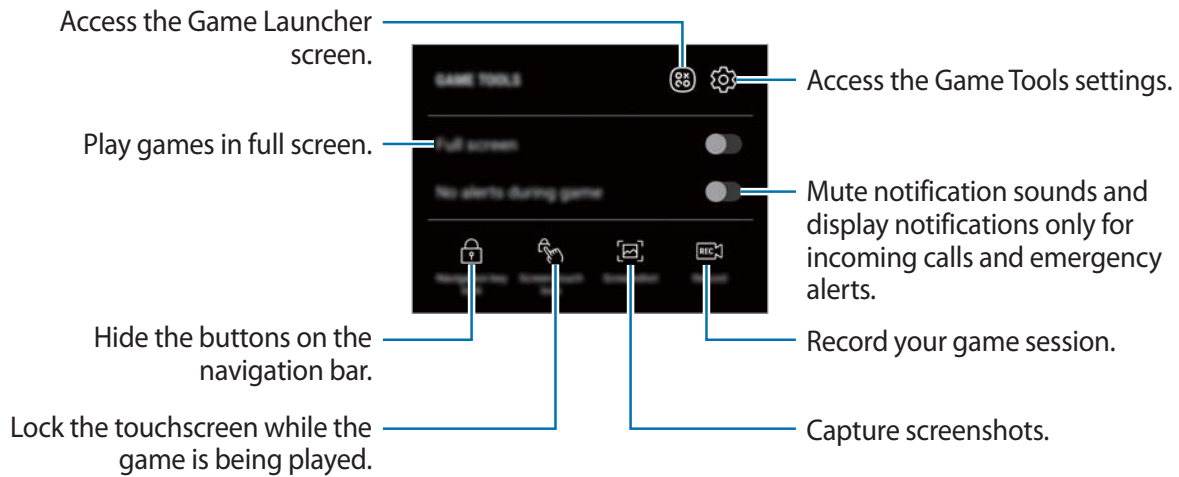 Access the Game Launcher
screen.
GAME TOOLS
Access the Game Tools settings.
Play games in full screen.
Full screen
No alerts during game
Mute notification sounds and
display notifications only for
incoming calls and emergency
alerts.
REC
Hide the buttons on the
navigation bar.
Record your game session.
Lock the touchscreen while the
game is being played.
Capture screenshots.